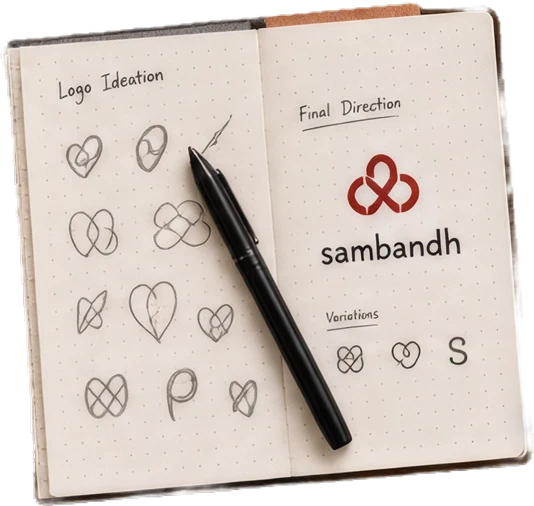 Logo Ideation
Final Direction
sambandh
Variations
S